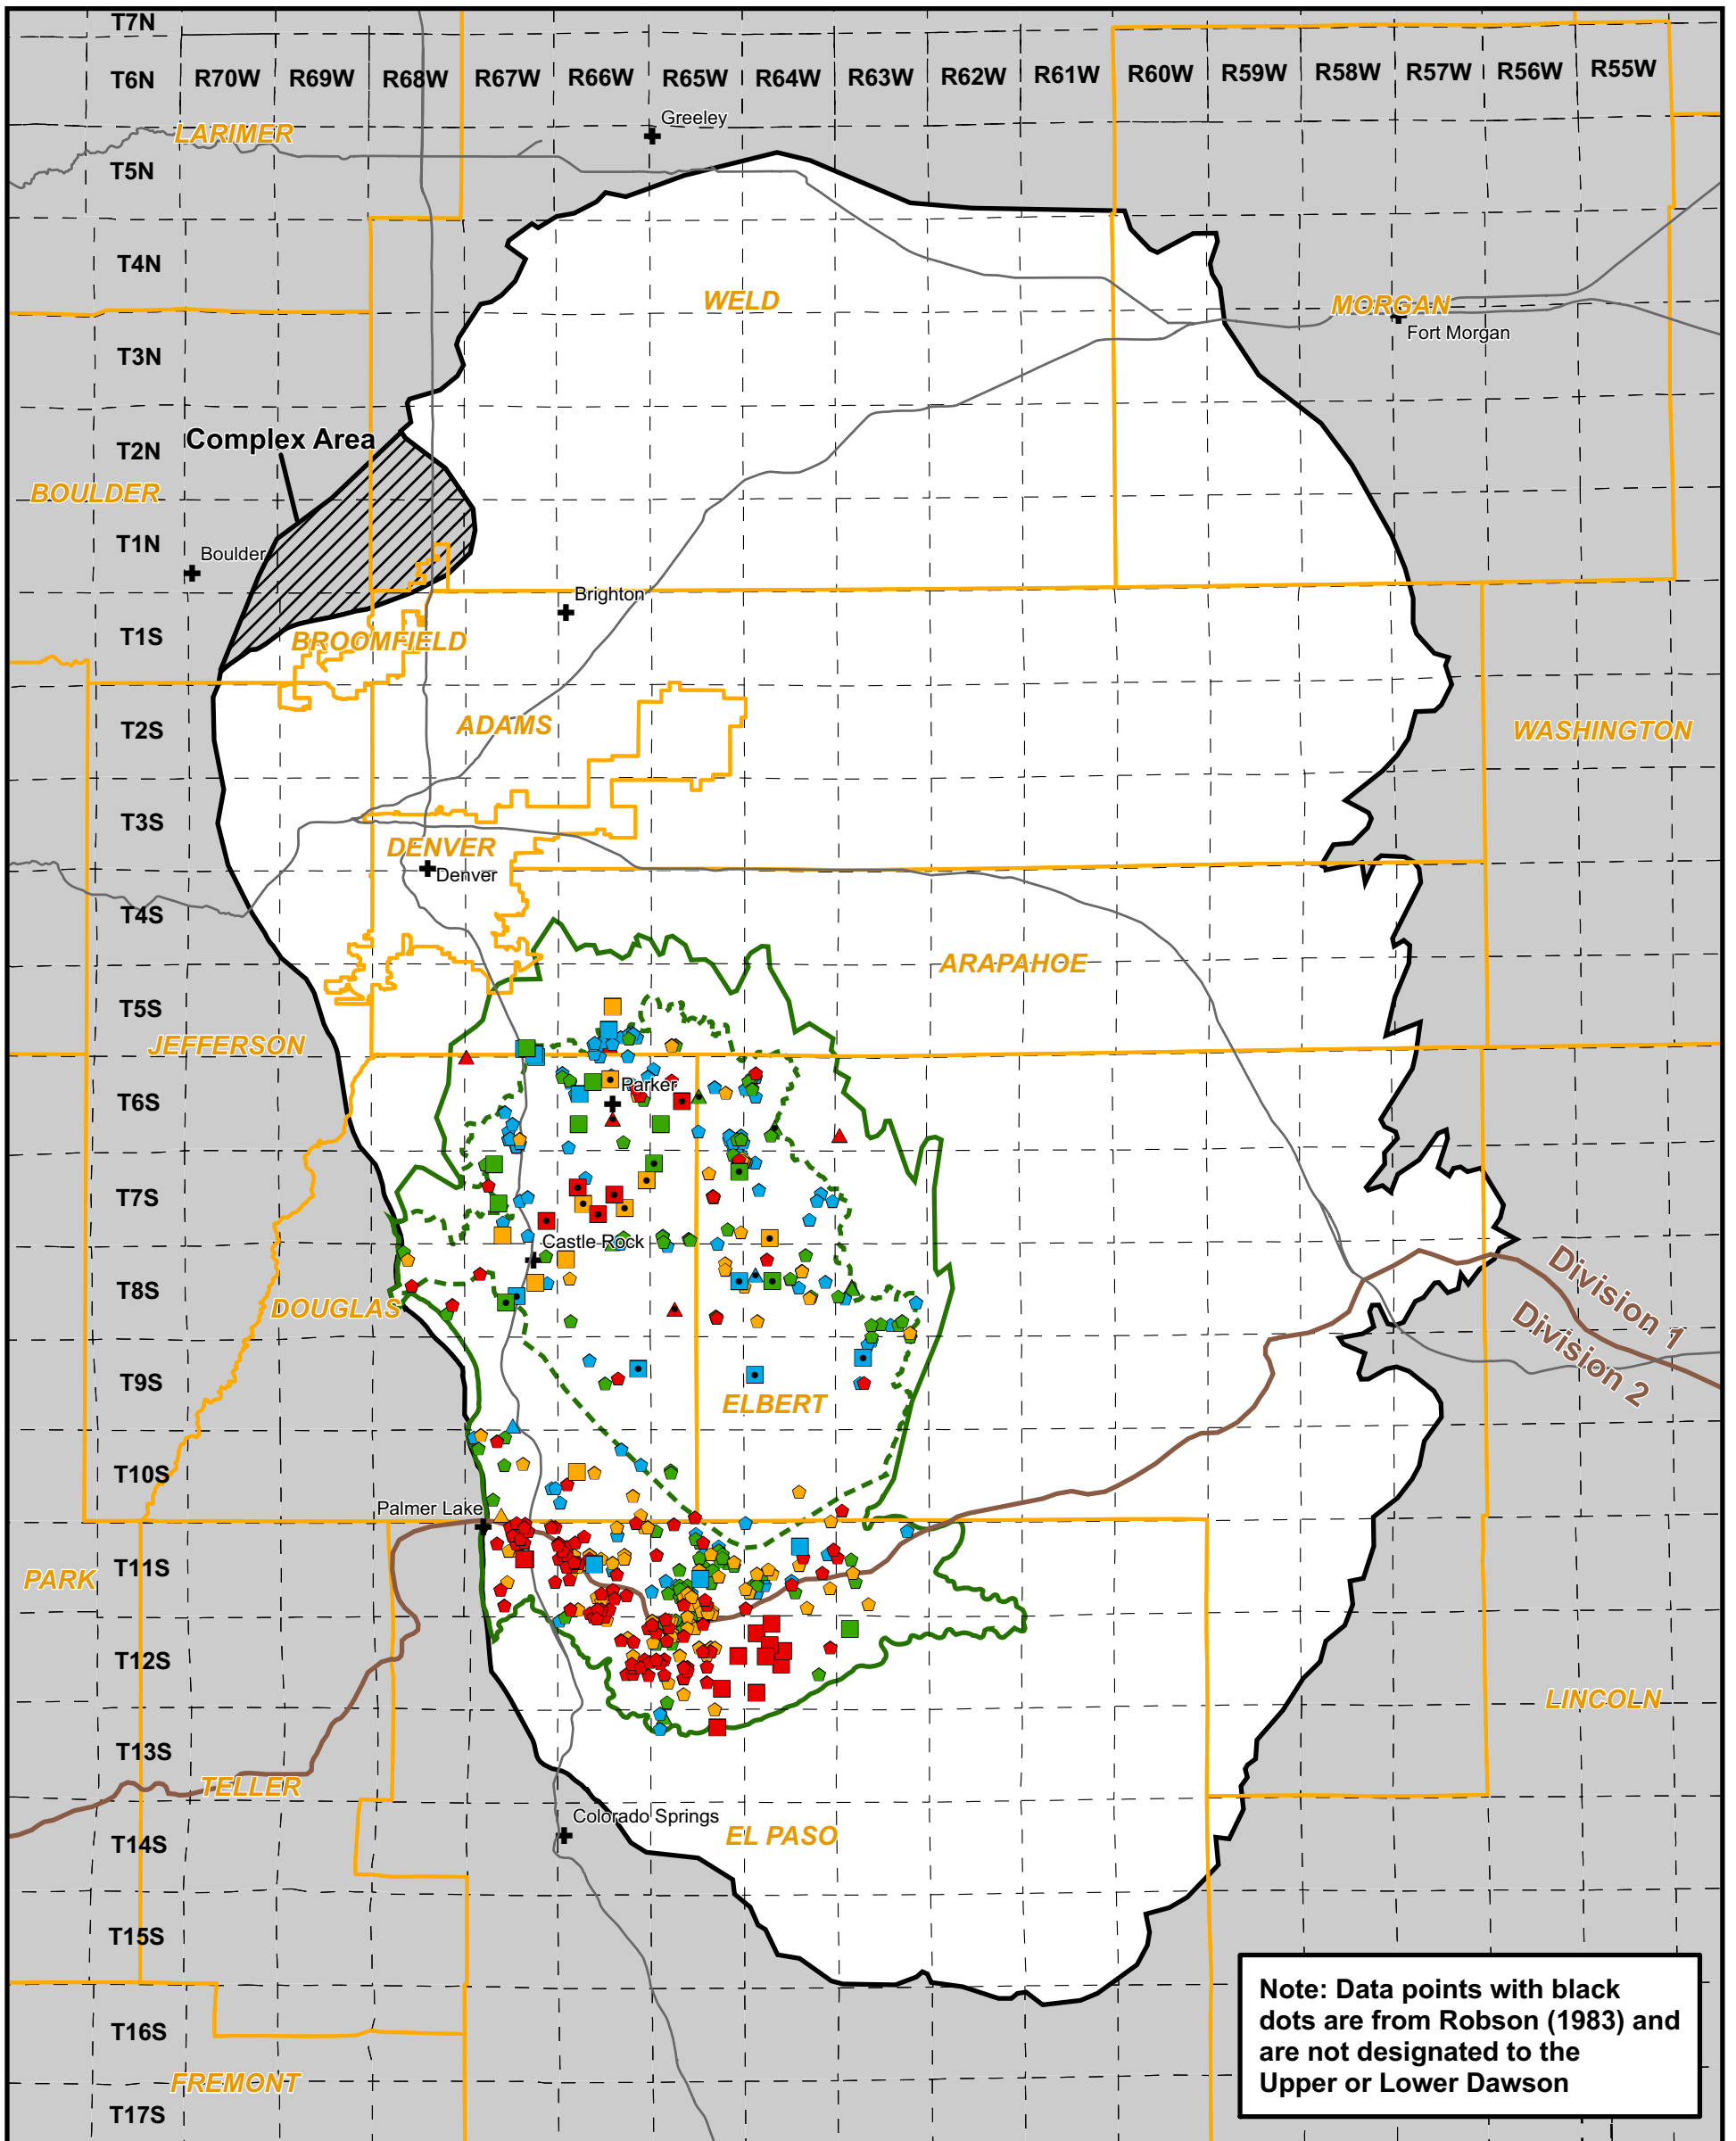 T7N
T6N
R70W
R69W
R68W
R67W
R66W
R65W
R64W
R63W
R62W
R61W
R60W
R59W
R58W
R57W
R56W
R55W
Greeley
LARIMER
T5N
T4N
WELD
MORGAN
Fort Morgan
T3N
Complex Area
T2N
BOULDER
T1N
Boulder
Brighton
T1S
BROOMFIELD
ADAMS
T2S
WASHINGTON
T3S
DENVER
Denver
T4S
ARAPAHOE
T5S
JEFFERSON
Parker
T6S
T7S
Castle Rock
Division 1
T8S
DOUGLAS
Division 2
T9S
ELBERT
T10S
Palmer Lake
T11S
PARK
T12S
LINCOLN
T13S
TELLER
Colorado Springs
T14S
EL PASO
T15S
Note: Data points with black
dots are from Robson (1983) and
are not designated to the
Upper or Lower Dawson
T16S
FREMONT
T17S